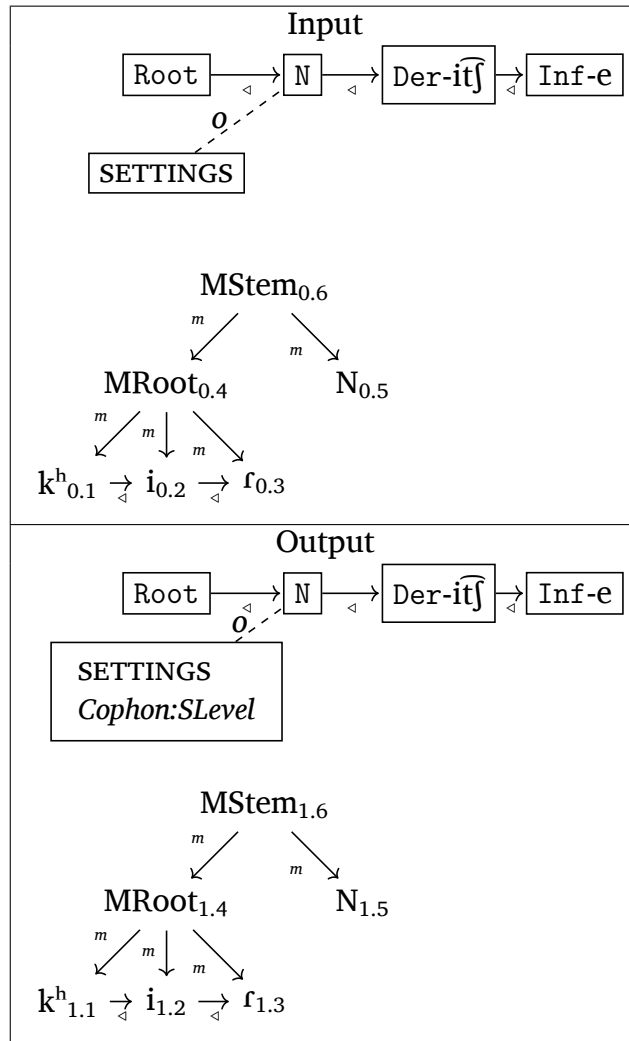 Input
Root ◃ N ◃ Der-it͡ʃ ◃ Inf-e
o
SETTINGS
MStem0.6
m m
MRoot0.4 N0.5
m m m
kʰ0.1 ◃ i0.2 ◃ ɾ0.3
Output
Root ◃ N ◃ Der-it͡ʃ ◃ Inf-e
o
SETTINGS
Cophon:SLevel
MStem1.6
m m
MRoot1.4 N1.5
m m m
kʰ1.1 ◃ i1.2 ◃ ɾ1.3